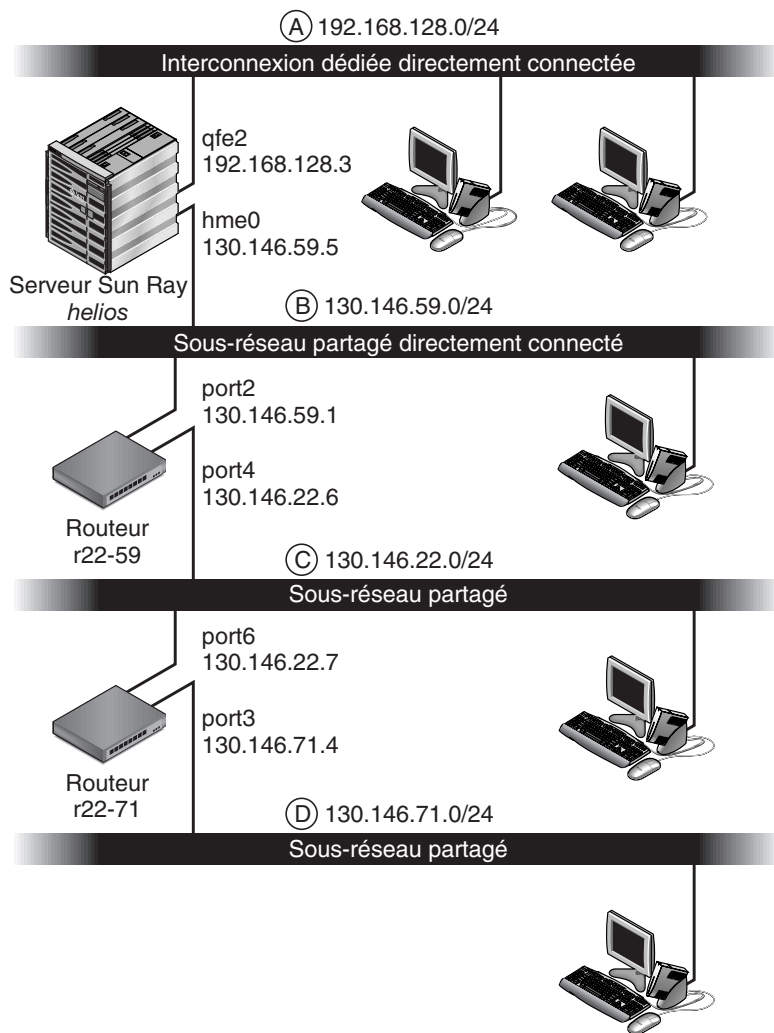 A 192.168.128.0/24
Interconnexion dédiée directement connectée
qfe2
192.168.128.3
hme0
130.146.59.5
Serveur Sun Ray
helios
B 130.146.59.0/24
Sous-réseau partagé directement connecté
port2
130.146.59.1
port4
130.146.22.6
Routeur
r22-59
C 130.146.22.0/24
Sous-réseau partagé
port6
130.146.22.7
port3
130.146.71.4
Routeur
r22-71
D 130.146.71.0/24
Sous-réseau partagé